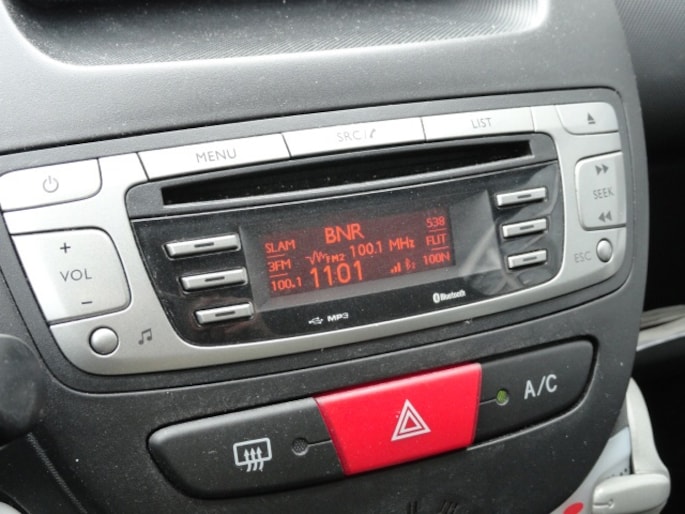 MENU
SRC/
LIST
VOL
SEEK
ESC
SLAM
3FM
100.1
BNR
FM2 100.1 MHz
11:01
538
FLIT
100N
MP3
Bluetooth
A/C